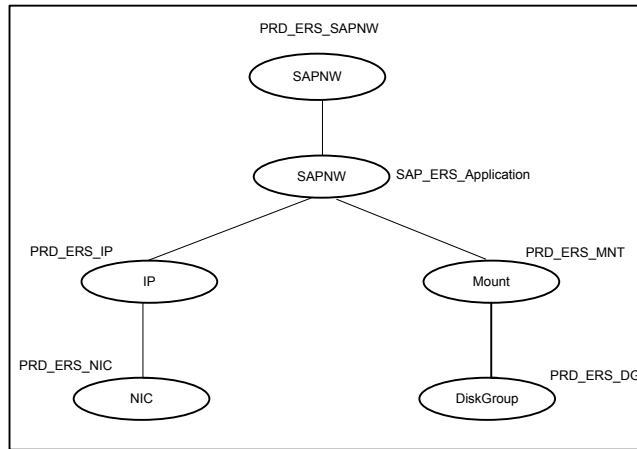 PRD_ERS_SAPNW
SAPNW
SAPNW
SAP_ERS_Application
PRD_ERS_IP
PRD_ERS_MNT
IP
Mount
PRD_ERS_NIC
PRD_ERS_DG
NIC
DiskGroup